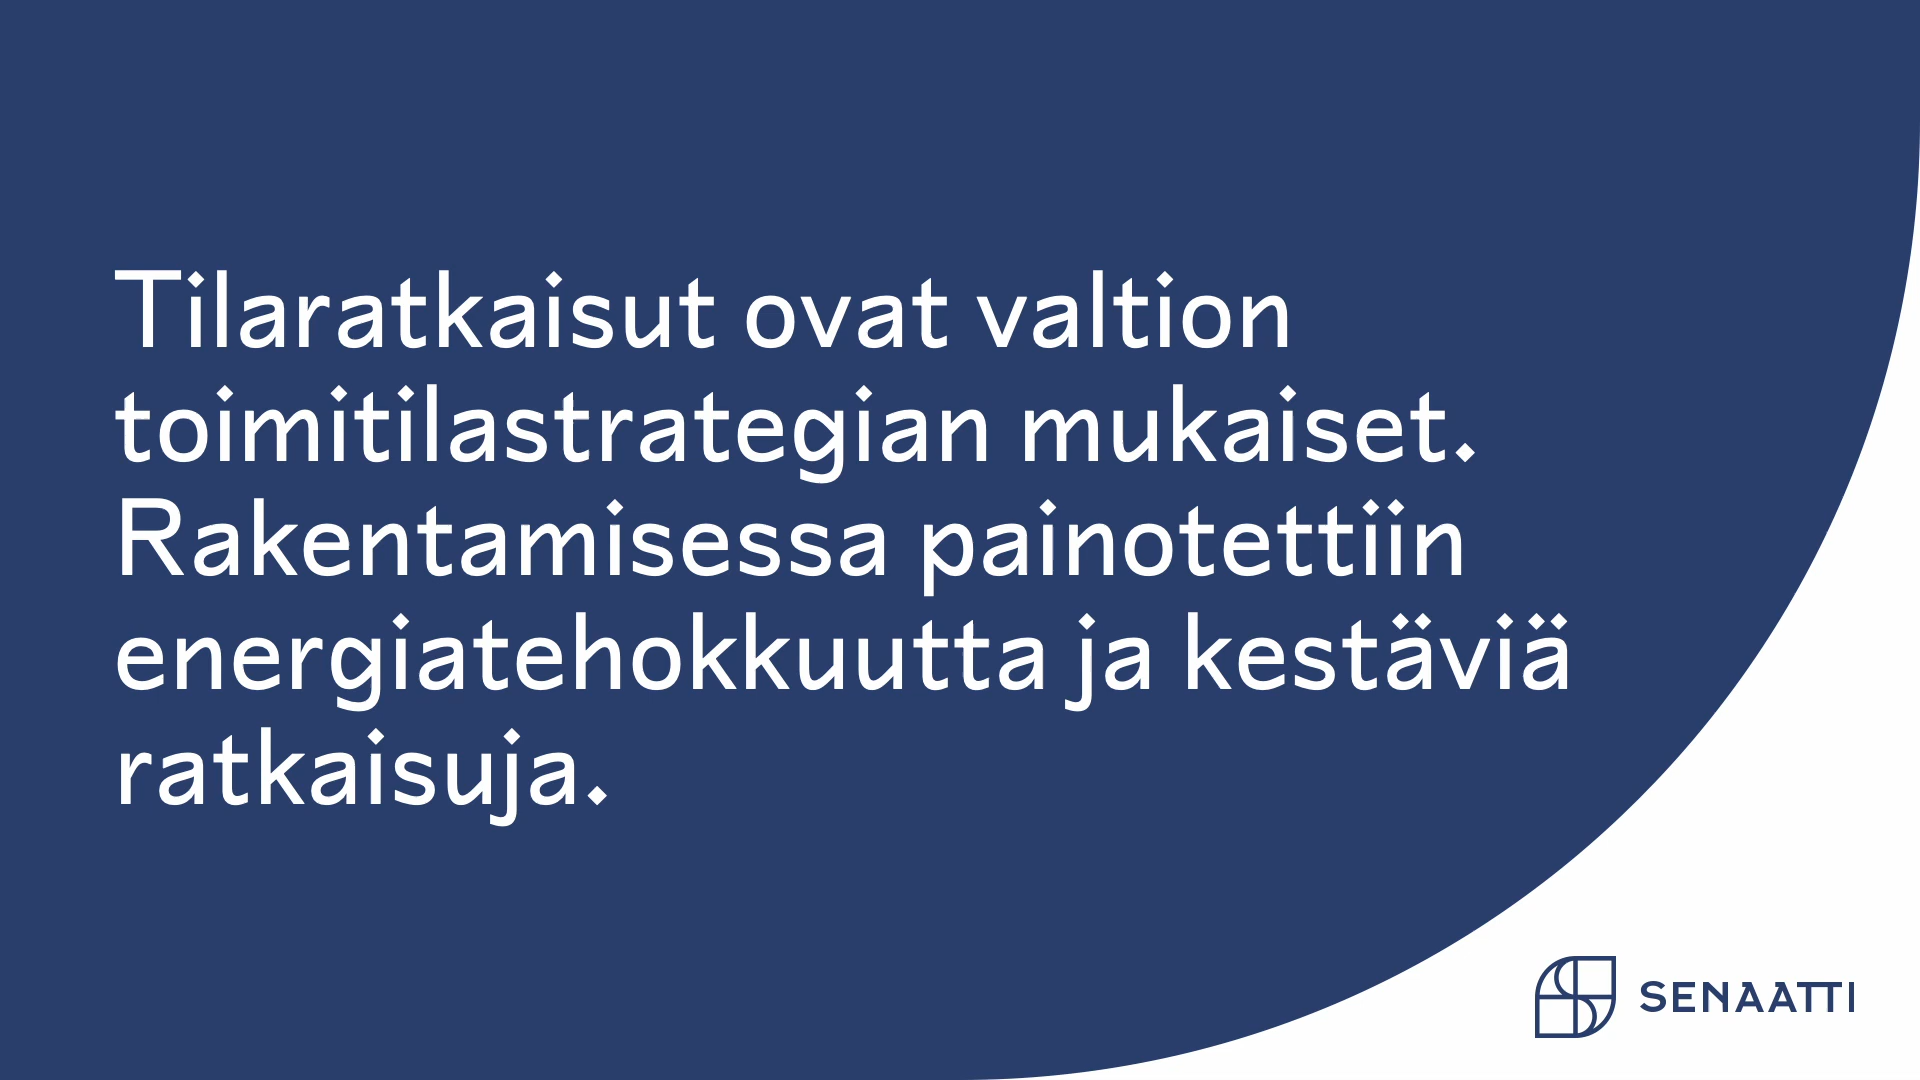 Tilaratkaisut ovat valtion
toimitilastrategian mukaiset.
Rakentamisessa painotettiin
energiatehokkuutta ja kestäviä
ratkaisuja.
SENAATTI